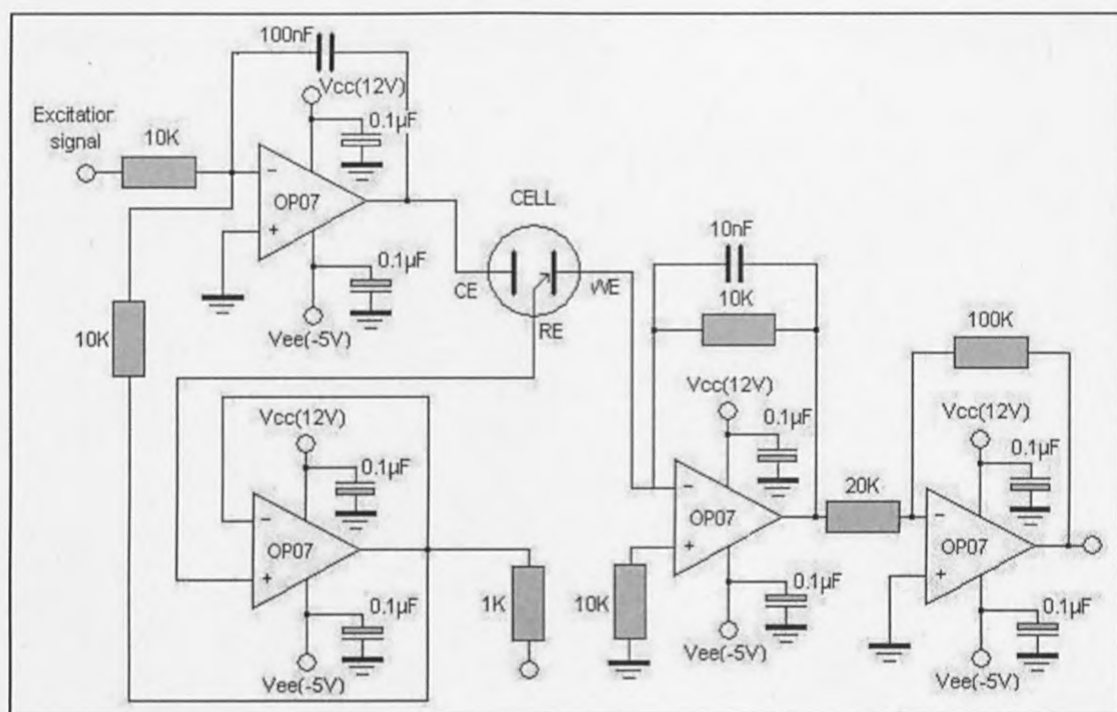 100nF
Vcc(12V)
Excitation
signal
10K
0.1µF
OP07
0.1µF
Vee(-5V)
CELL
CE
WE
RE
10K
10nF
10K
100K
Vcc(12V)
0.1µF
OP07
0.1µF
Vee(-5V)
1K
Vcc(12V)
0.1µF
OP07
10K
0.1µF
Vee(-5V)
20K
Vcc(12V)
0.1µF
OP07
0.1µF
Vee(-5V)